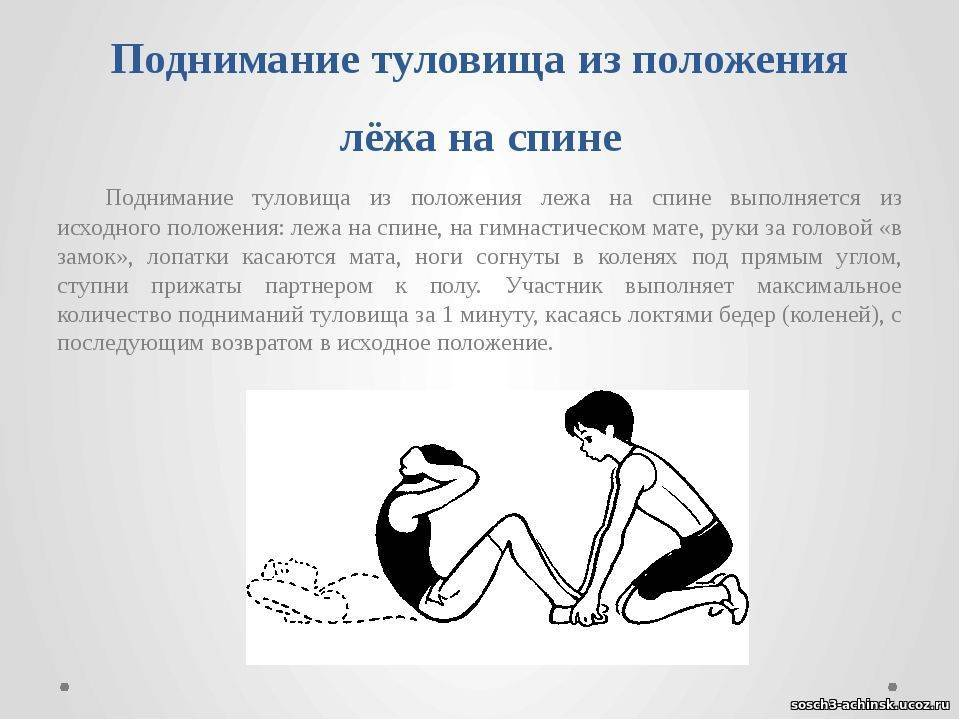 Поднимание туловища из положения
лёжа на спине
Поднимание туловища из положения лежа на спине выполняется из
исходного положения: лежа на спине, на гимнастическом мате, руки за головой «в
замок», лопатки касаются мата, ноги согнуты в коленях под прямым углом,
ступни прижаты партнером к полу. Участник выполняет максимальное
количество подниманий туловища за 1 минуту, касаясь локтями бедер (коленей), с
последующим возвратом в исходное положение.
sosch3-achinsk.ucoz.ru